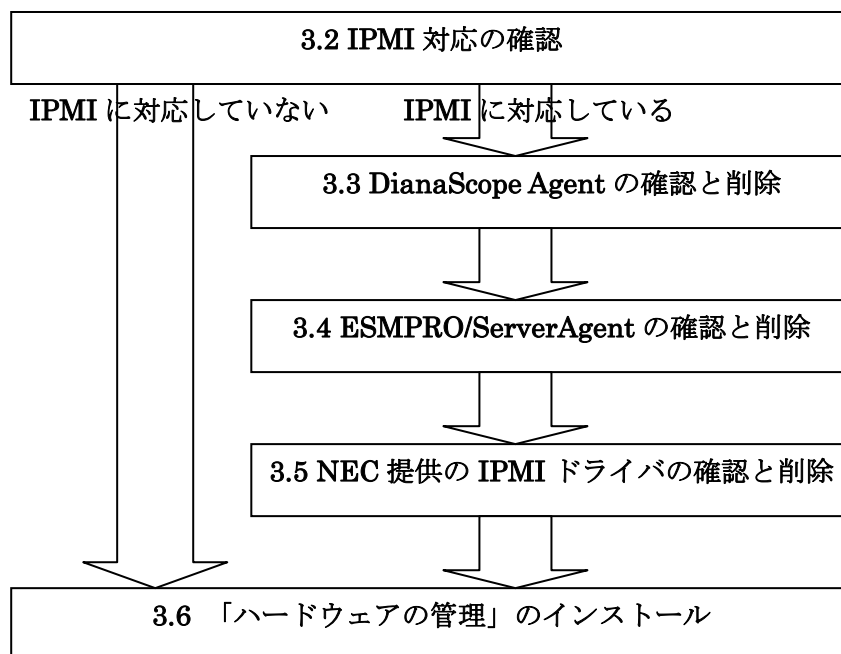 3.2 IPMI 対応の確認
IPMI に対応していない
IPMI に対応している
3.3 DianaScope Agent の確認と削除
3.4 ESMPRO/ServerAgent の確認と削除
3.5 NEC 提供の IPMI ドライバの確認と削除
3.6 「ハードウェアの管理」のインストール